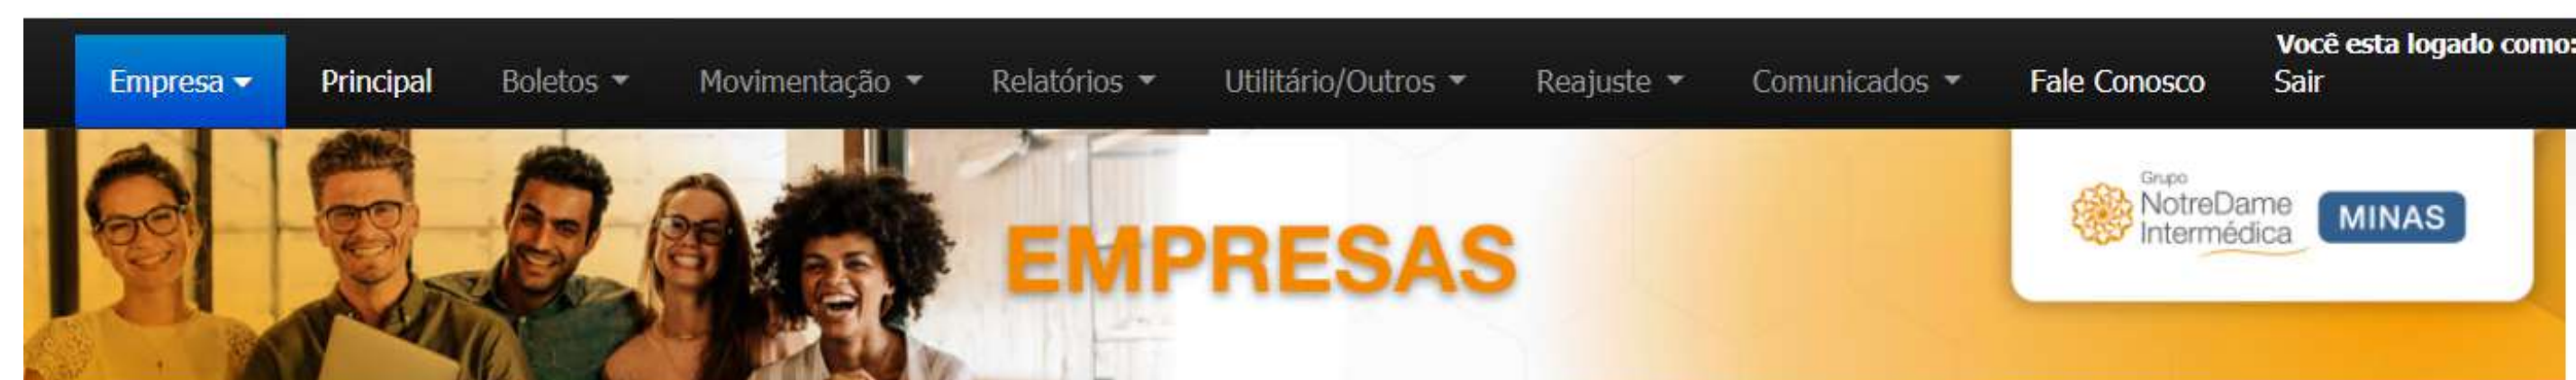 Você esta logado como:
Empresa Principal Boletos Movimentação Relatórios Utilitário/Outros Reajuste Comunicados Fale Conosco Sair
EMPRESAS
Grupo
NotreDame
Intermédica
MINAS